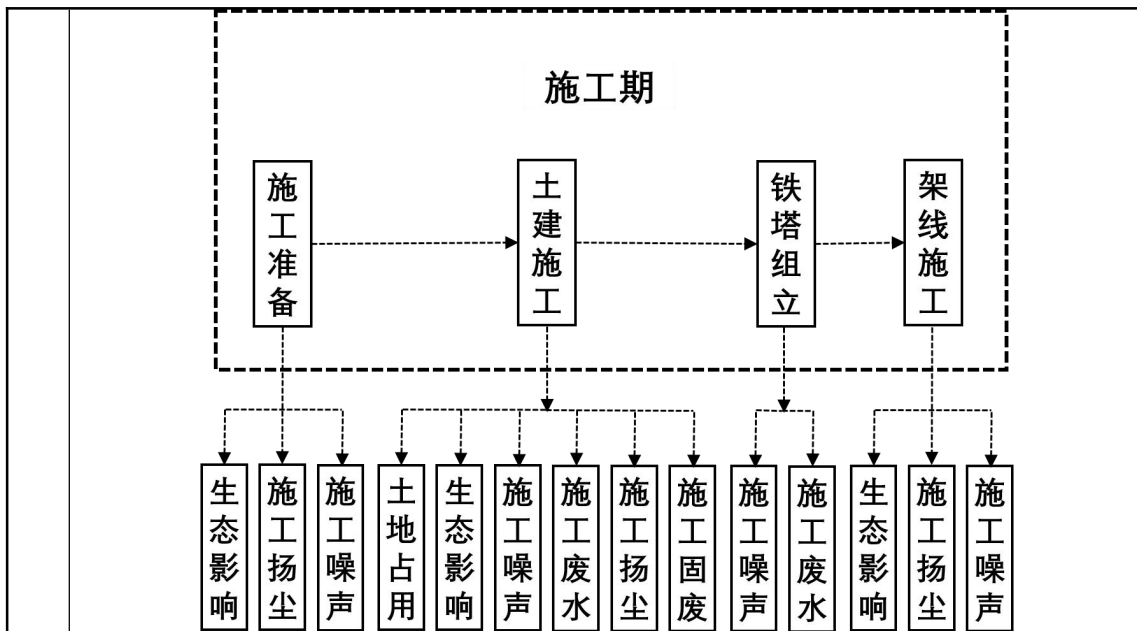 施工期
施工准备
土建施工
铁塔组立
架线施工
生态影响
施工扬尘
施工噪声
土地占用
生态影响
施工噪声
施工废水
施工扬尘
施工固废
施工噪声
施工废水
生态影响
施工扬尘
施工噪声